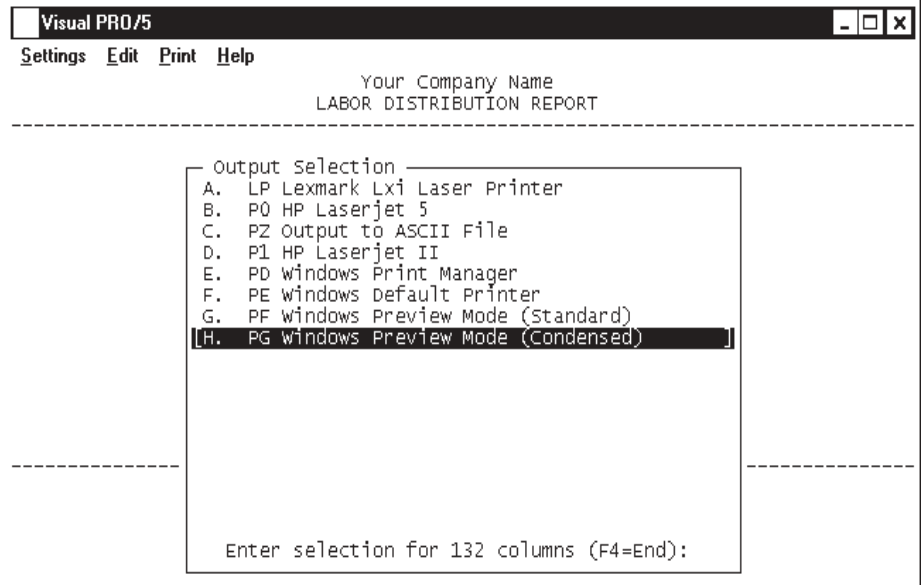 Visual PRO/5
Settings Edit Print Help
Your Company Name
LABOR DISTRIBUTION REPORT
Output Selection
A. LP Lexmark Lxi Laser Printer
B. P0 HP Laserjet 5
C. PZ Output to ASCII File
D. P1 HP Laserjet II
E. PD Windows Print Manager
F. PE Windows Default Printer
G. PF Windows Preview Mode (Standard)
[H. PG Windows Preview Mode (Condensed) ]
Enter selection for 132 columns (F4=End):